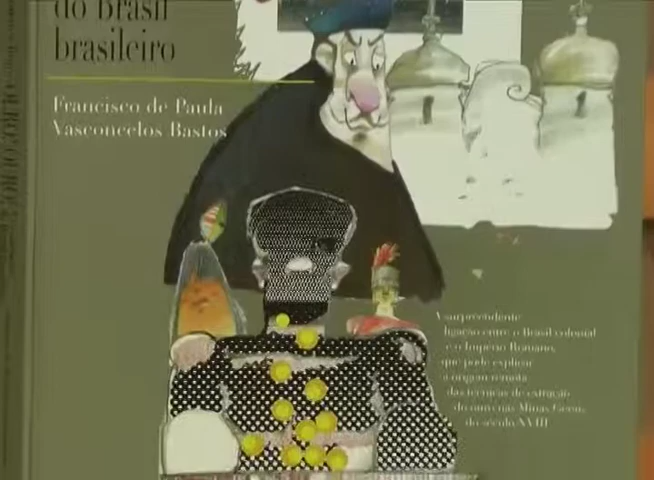 do brasil
brasileiro
Francisco de Paula
Vasconcelos Bastos
A surpreendente
ligação entre o Brasil colonial
e o Império Romano,
que pode explicar
a origem remota
das técnicas de extração
do ouro nas Minas Gerais
do século XVIII